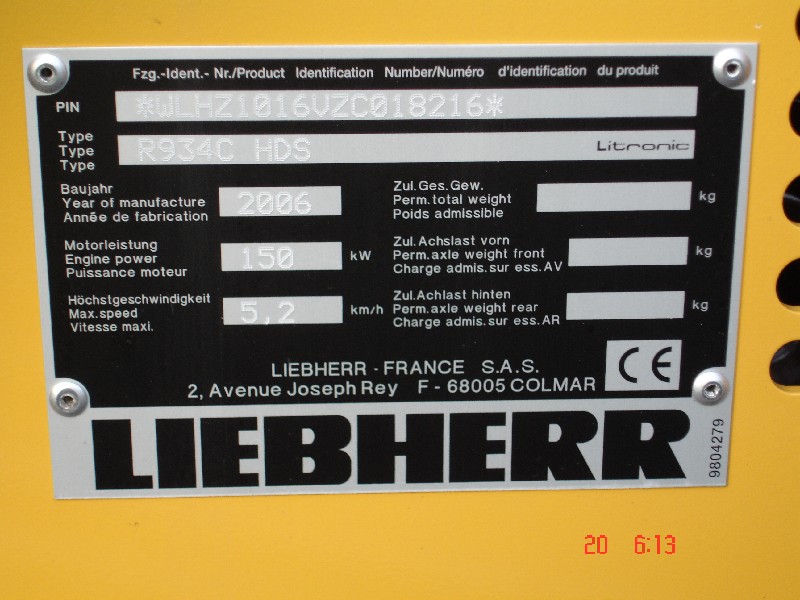 Fzg.-Ident.- Nr./Product Identification Number/Numéro d'identification du produit
PIN *WLHZ1016VZC018216*
Type
Type R934C HDS Litronic
Type
Baujahr
Year of manufacture 2006
Année de fabrication
Zul.Ges.Gew.
Perm.total weight kg
Poids admissible
Motorleistung
Engine power 150 kW
Puissance moteur
Zul.Achslast vorn
Perm.axle weight front kg
Charge admis.sur ess.AV
Höchstgeschwindigkeit
Max.speed 5,2 km/h
Vitesse maxi.
Zul.Achlast hinten
Perm.axle weight rear kg
Charge admis.sur ess.AR
LIEBHERR - FRANCE S.A.S.
2, Avenue Joseph Rey F - 68005 COLMAR
CE
LIEBHERR
9804279
20 6:13